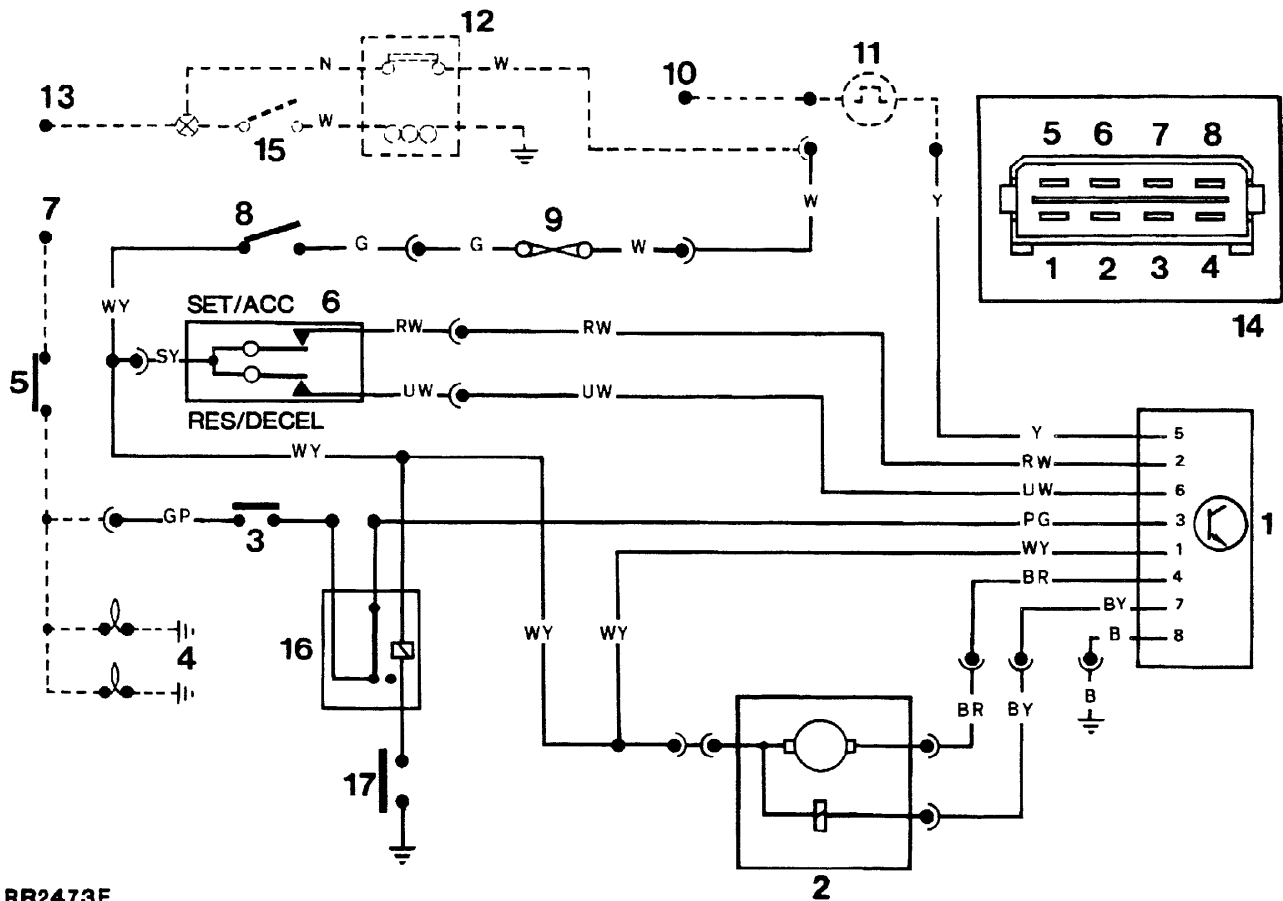 12
N
W
10
11
13
W
15
5 6 7 8
1 2 3 4
14
7
8
9
G
G
W
W
Y
WY
SET/ACC 6
RW
RW
SY
UW
UW
RES/DECEL
5
WY
Y 5
RW 2
UW 6
PG 3
WY 1
BR 4
BY 7
B 8
1
GP
3
4
16
WY
WY
BR
BY
B
17
2
RR2473E